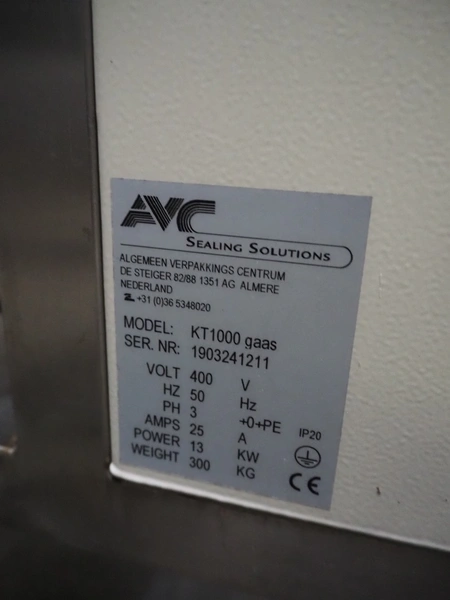 AVC
SEALING SOLUTIONS
ALGEMEEN VERPAKKINGS CENTRUM
DE STEIGER 82/88 1351 AG ALMERE
NEDERLAND
+31 (0)36 5348020
MODEL: KT1000 gaas
SER. NR: 1903241211
VOLT 400 V
HZ 50 Hz
PH 3 +0+PE IP20
AMPS 25 A
POWER 13 KW
WEIGHT 300 KG
CE